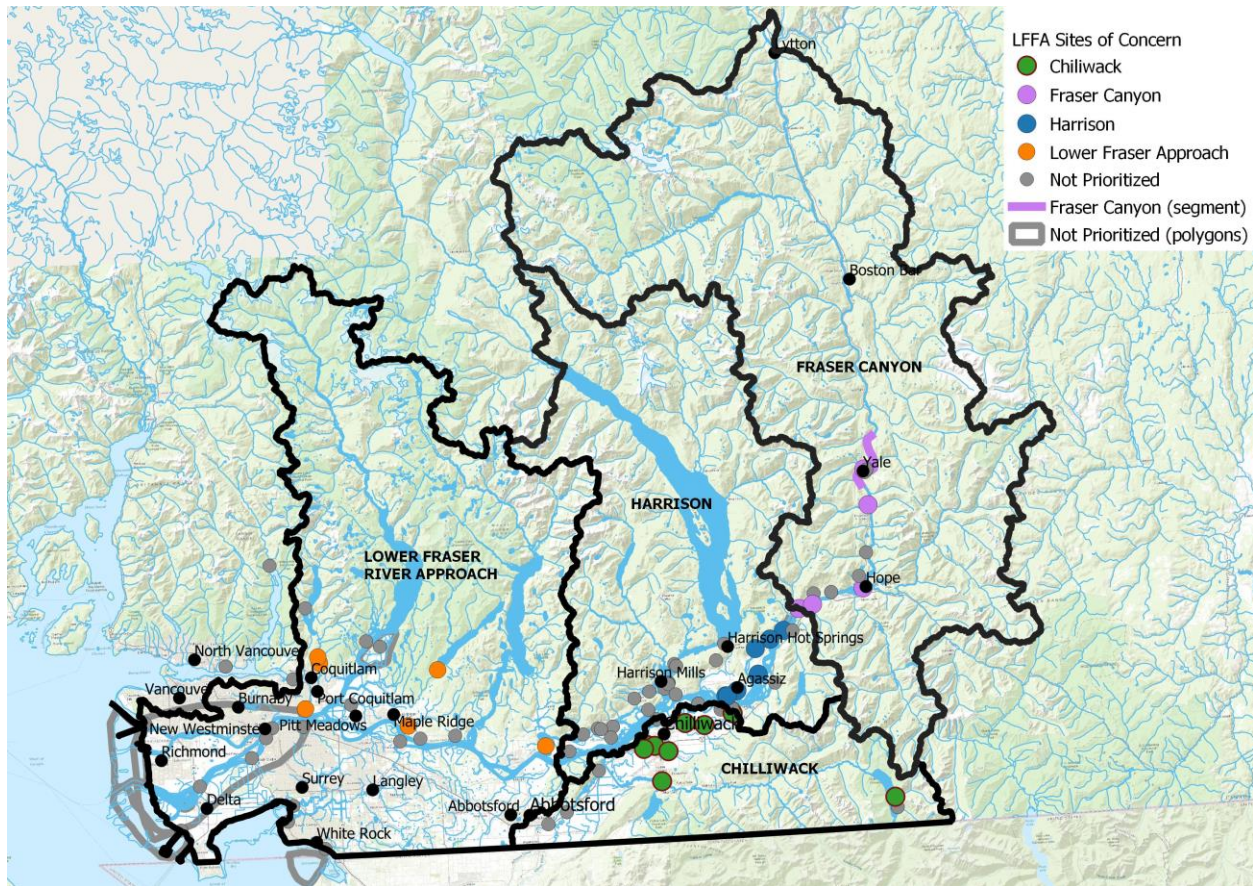 LFFA Sites of Concern
Chiliwack
Fraser Canyon
Harrison
Lower Fraser Approach
Not Prioritized
Fraser Canyon (segment)
Not Prioritized (polygons)
Lytton
Boston Bar
FRASER CANYON
Yale
HARRISON
LOWER FRASER
RIVER APPROACH
Hope
Harrison Hot Springs
North Vancouver
Coquitlam
Harrison Mills
Agassiz
Vancouver
Port Coquitlam
Burnaby
Pitt Meadows
Maple Ridge
New Westminster
Chilliwack
Richmond
CHILLIWACK
Surrey
Langley
Delta
Abbotsford
Abbotsford
White Rock